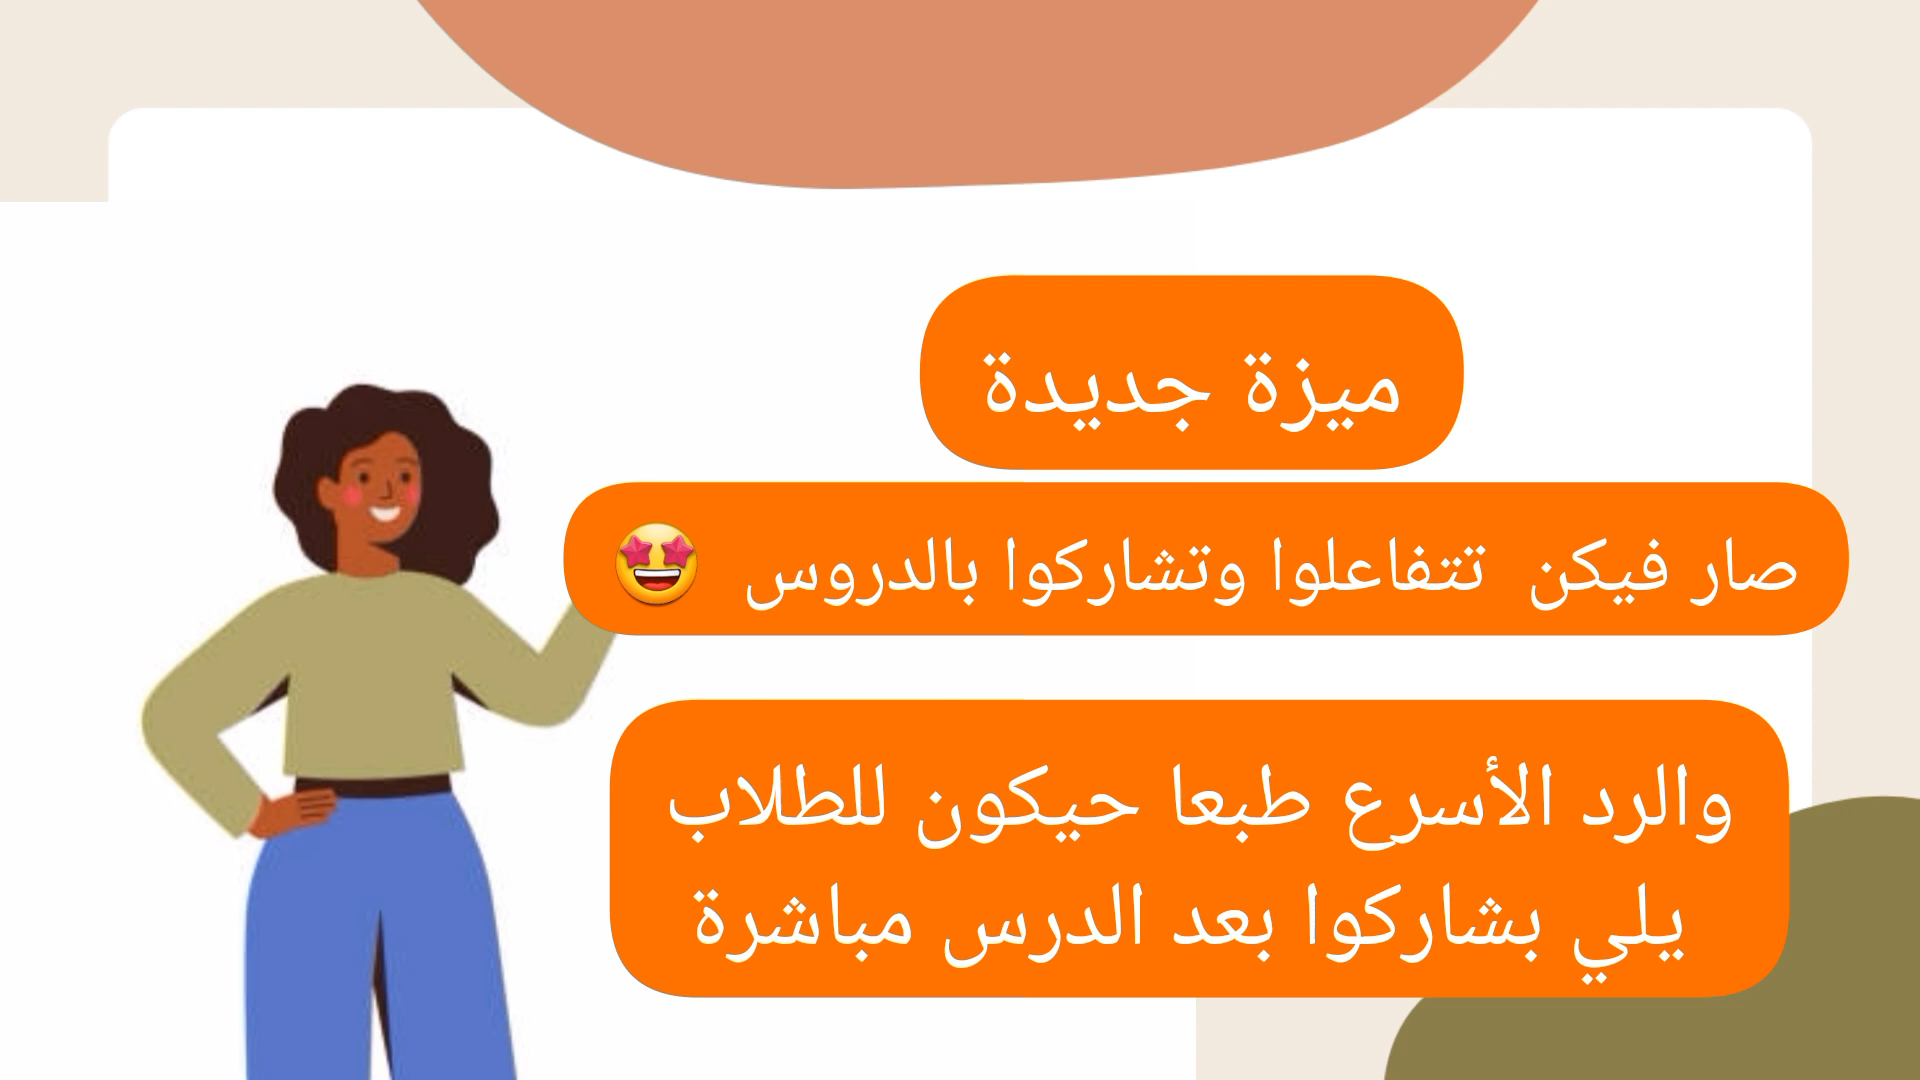 ميزة جديدة
صار فيكن تتفاعلوا وتشاركوا بالدروس 🤩
والرد الأسرع طبعا حيكون للطلاب
يلي بشاركوا بعد الدرس مباشرة